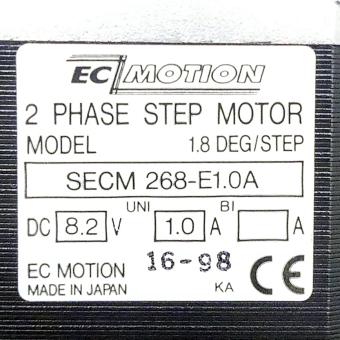 EC MOTION
2 PHASE STEP MOTOR
MODEL 1.8 DEG/STEP
SECM 268-E1.0A
UNI BI
DC 8.2 V 1.0 A A
16-98
EC MOTION CE
MADE IN JAPAN KA